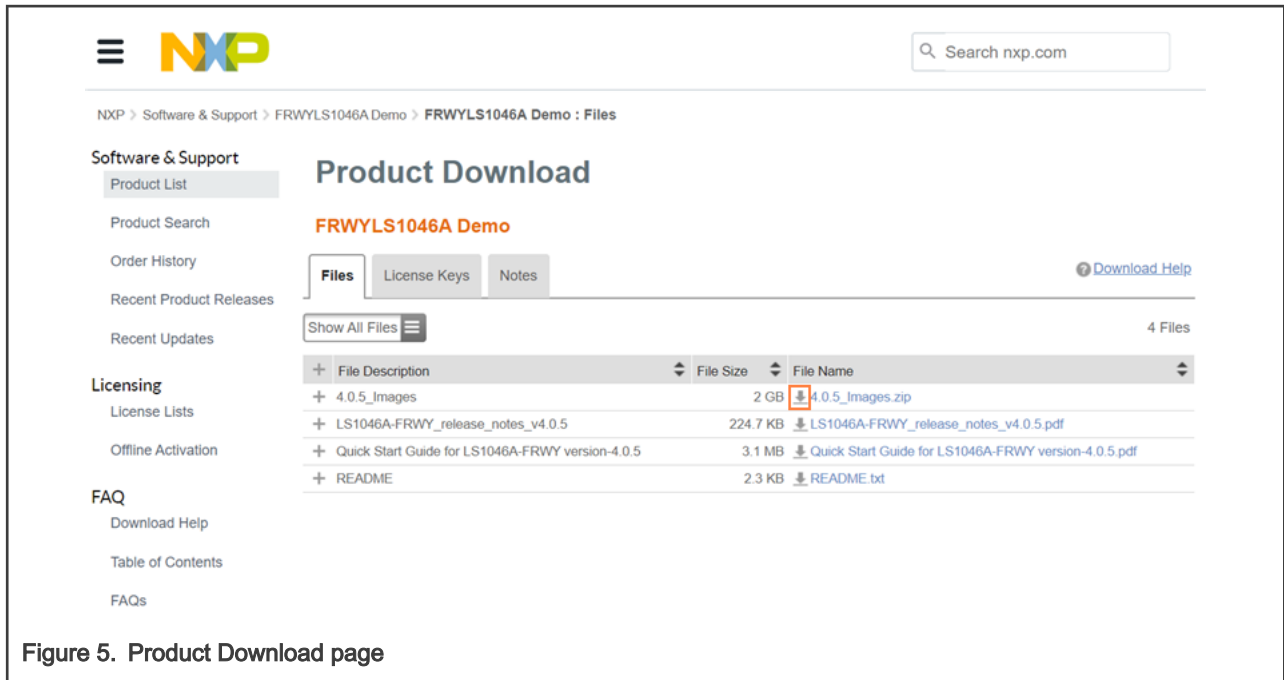 NXP
Search nxp.com
NXP > Software & Support > FRWYLS1046A Demo > FRWYLS1046A Demo : Files
Software & Support
Product List
Product Search
Order History
Recent Product Releases
Recent Updates
Licensing
License Lists
Offline Activation
FAQ
Download Help
Table of Contents
FAQs
Product Download
FRWYLS1046A Demo
Files License Keys Notes
? Download Help
Show All Files
4 Files
+ File Description File Size File Name
+ 4.0.5_Images 2 GB 4.0.5_Images.zip
+ LS1046A-FRWY_release_notes_v4.0.5 224.7 KB LS1046A-FRWY_release_notes_v4.0.5.pdf
+ Quick Start Guide for LS1046A-FRWY version-4.0.5 3.1 MB Quick Start Guide for LS1046A-FRWY version-4.0.5.pdf
+ README 2.3 KB README.txt
Figure 5. Product Download page